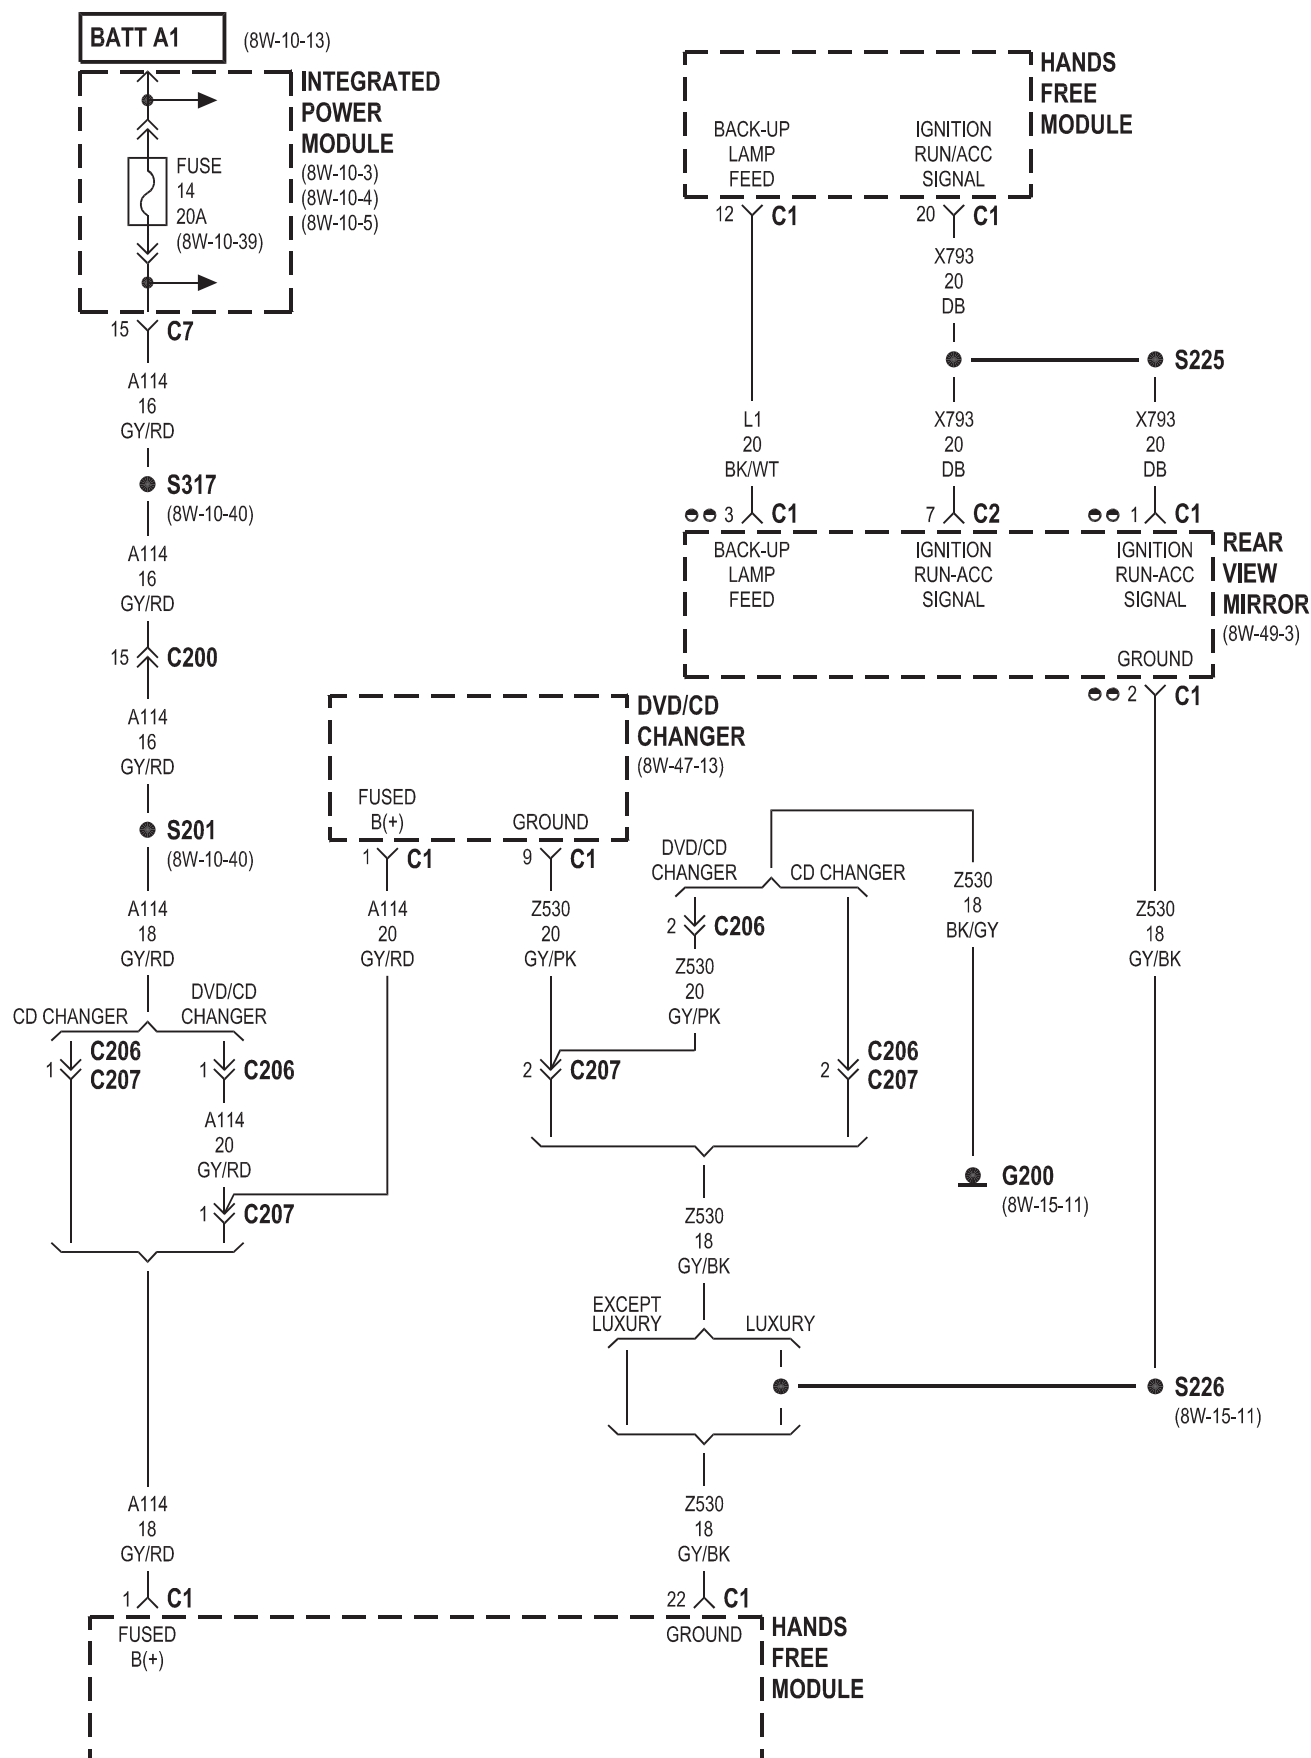 BATT A1
(8W-10-13)
INTEGRATED
POWER
MODULE
(8W-10-3)
(8W-10-4)
(8W-10-5)
FUSE
14
20A
(8W-10-39)
15
C7
A114
16
GY/RD
S317
(8W-10-40)
A114
16
GY/RD
15
C200
A114
16
GY/RD
S201
(8W-10-40)
A114
18
GY/RD
CD CHANGER
DVD/CD
CHANGER
1
C206
C207
1
C206
A114
20
GY/RD
1
C207
A114
18
GY/RD
1
C1
FUSED
B(+)
HANDS
FREE
MODULE
BACK-UP
LAMP
FEED
IGNITION
RUN/ACC
SIGNAL
12
C1
20
C1
X793
20
DB
S225
L1
20
BK/WT
X793
20
DB
X793
20
DB
3
C1
7
C2
1
C1
BACK-UP
LAMP
FEED
IGNITION
RUN-ACC
SIGNAL
IGNITION
RUN-ACC
SIGNAL
REAR
VIEW
MIRROR
(8W-49-3)
GROUND
2
C1
DVD/CD
CHANGER
(8W-47-13)
FUSED
B(+)
GROUND
1
C1
9
C1
A114
20
GY/RD
Z530
20
GY/PK
DVD/CD
CHANGER
CD CHANGER
2
C206
Z530
20
GY/PK
Z530
18
BK/GY
Z530
18
GY/BK
2
C207
2
C206
C207
G200
(8W-15-11)
Z530
18
GY/BK
EXCEPT
LUXURY
LUXURY
S226
(8W-15-11)
Z530
18
GY/BK
22
C1
GROUND
HANDS
FREE
MODULE